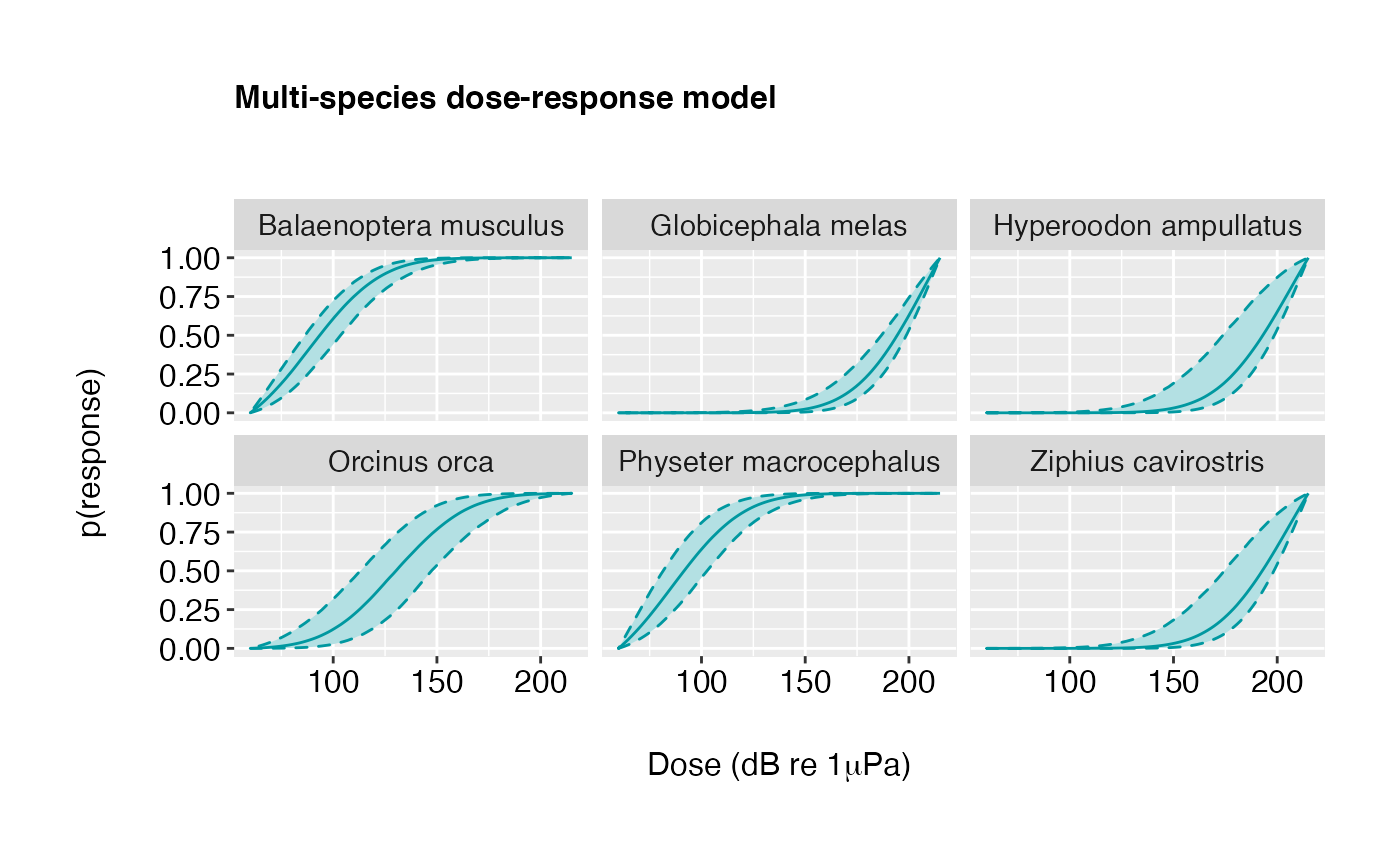 Multi-species dose-response model
Balaenoptera musculus Globicephala melas Hyperoodon ampullatus
1.00
0.75
0.50
0.25
0.00
p(response)
Orcinus orca Physeter macrocephalus Ziphius cavirostris
1.00
0.75
0.50
0.25
0.00
100 150 200 100 150 200 100 150 200
Dose (dB re 1μPa)